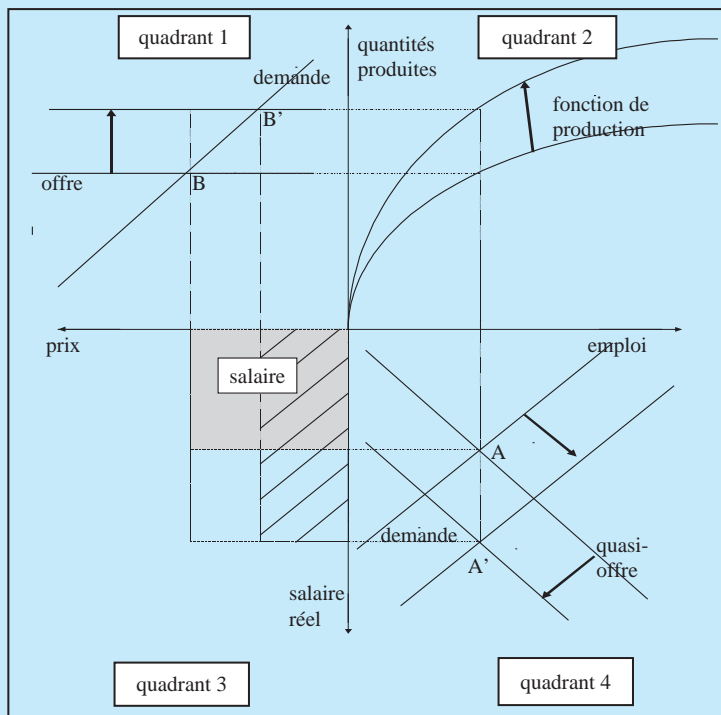 quadrant 1
quantités
produites
quadrant 2
demande
B’
fonction de
production
offre
B
prix
emploi
salaire
A
demande
quasi-
offre
A’
salaire
réel
quadrant 3
quadrant 4